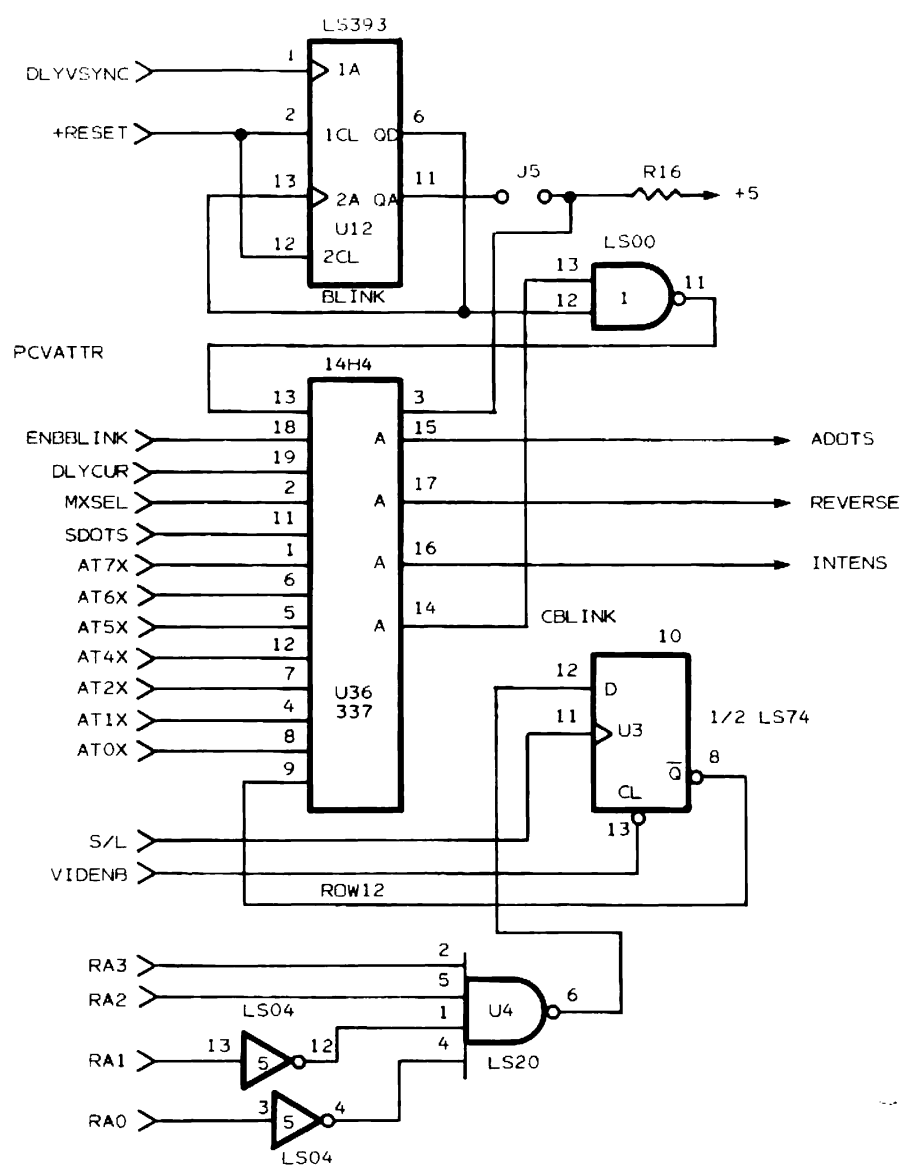 LS393
DLYVSYNC 1 1A
+RESET 2 1CL QD 6
13 2A QA 11 J5 R16 +5
U12
12 2CL
BLINK
LS00
13 12 1 11
PCVATTR
14H4
13 3
ENBBLINK 18 A 15 ADOTS
DLYCUR 19
MXSEL 2 A 17 REVERSE
SDOTS 11
AT7X 1 A 16 INTENS
AT6X 6
AT5X 5 A 14 CBLINK
AT4X 12
AT2X 7
AT1X 4
AT0X 8
9
U36
337
10
12 D
11 U3 1/2 LS74
Q 8
CL
13
S/L
VIDENB
ROW12
RA3 2
RA2 5 U4 6
LS04 1
RA1 13 5 12 4
LS20
RA0 3 5 4
LS04